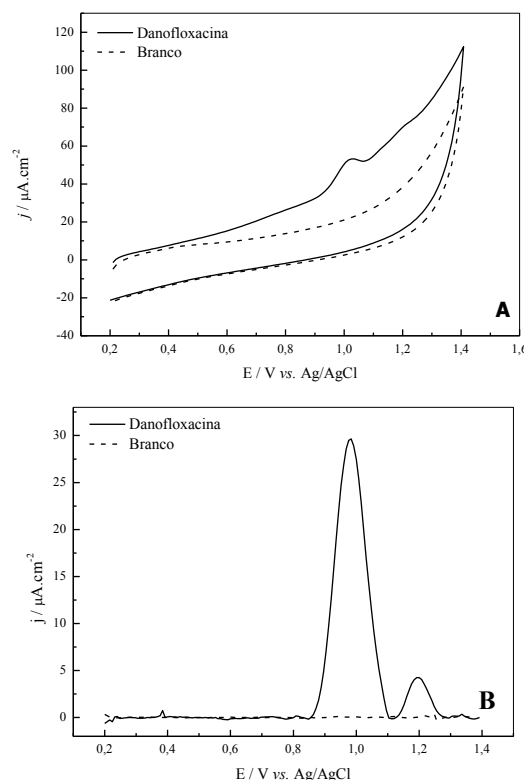 120
100
80
60
40
20
0
-20
-40
j / µA.cm⁻²
Danofloxacina
Branco
A
0,2 0,4 0,6 0,8 1,0 1,2 1,4 1,6
E / V vs. Ag/AgCl
30
25
20
15
10
5
0
j / µA.cm⁻²
Danofloxacina
Branco
B
0,2 0,4 0,6 0,8 1,0 1,2 1,4
E / V vs. Ag/AgCl